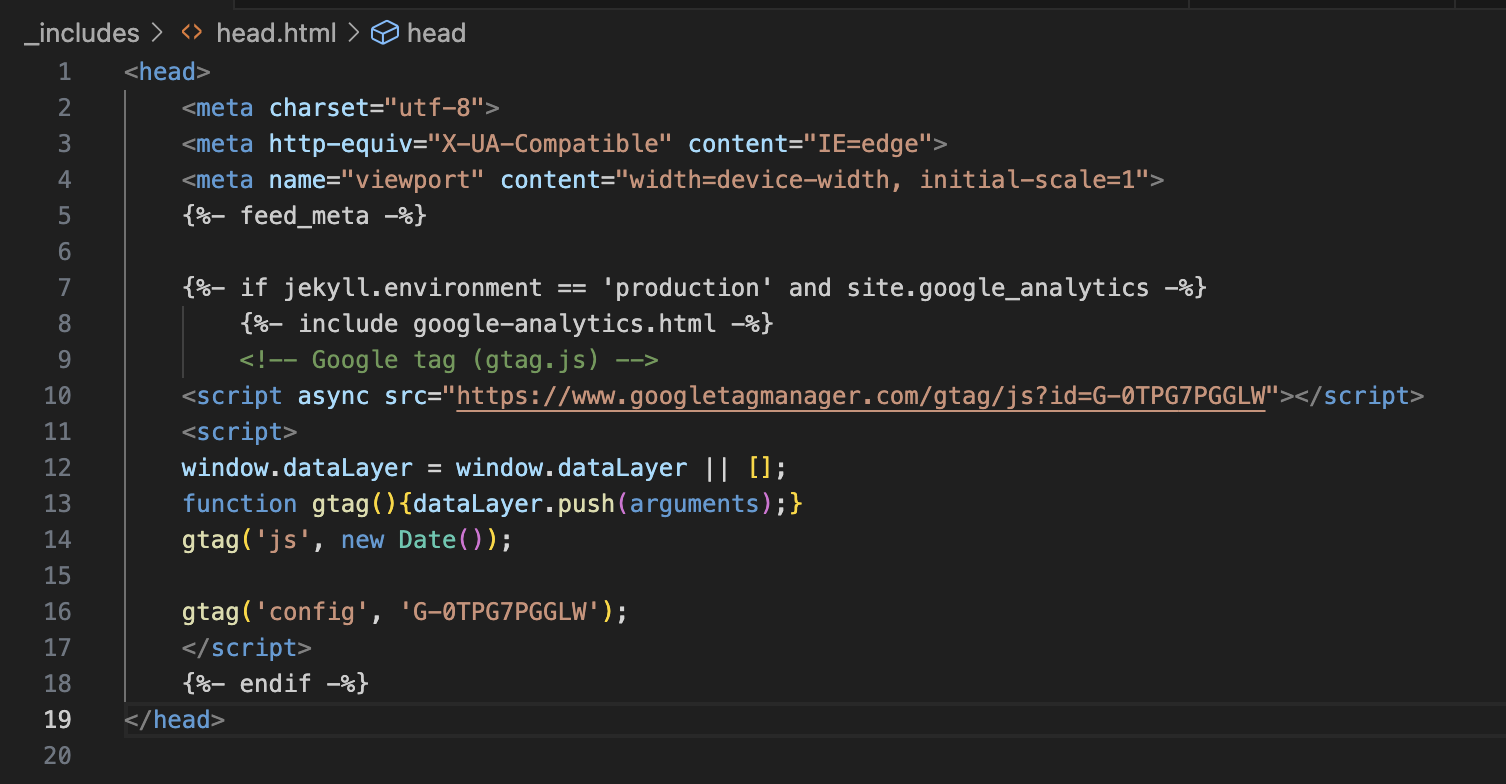 _includes > <> head.html > head
1 <head>
2 <meta charset="utf-8">
3 <meta http-equiv="X-UA-Compatible" content="IE=edge">
4 <meta name="viewport" content="width=device-width, initial-scale=1">
5 {%- feed_meta -%}
6
7 {%- if jekyll.environment == 'production' and site.google_analytics -%}
8 {%- include google-analytics.html -%}
9 <!-- Google tag (gtag.js) -->
10 <script async src="https://www.googletagmanager.com/gtag/js?id=G-0TPG7PGGLW"></script>
11 <script>
12 window.dataLayer = window.dataLayer || [];
13 function gtag(){dataLayer.push(arguments);}
14 gtag('js', new Date());
15
16 gtag('config', 'G-0TPG7PGGLW');
17 </script>
18 {%- endif -%}
19 </head>
20